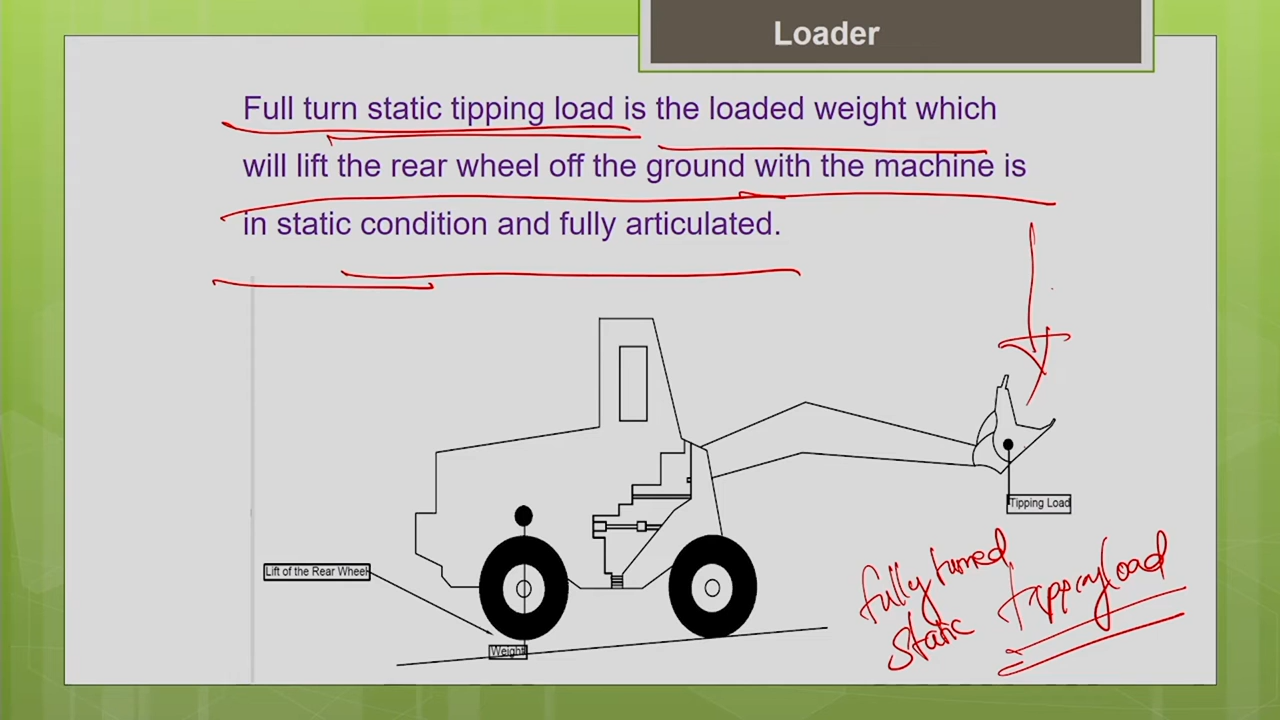 Loader
Full turn static tipping load is the loaded weight which
will lift the rear wheel off the ground with the machine is
in static condition and fully articulated.
Tipping Load
Lift of the Rear Wheel
Weight
fully turned
static
tipping load